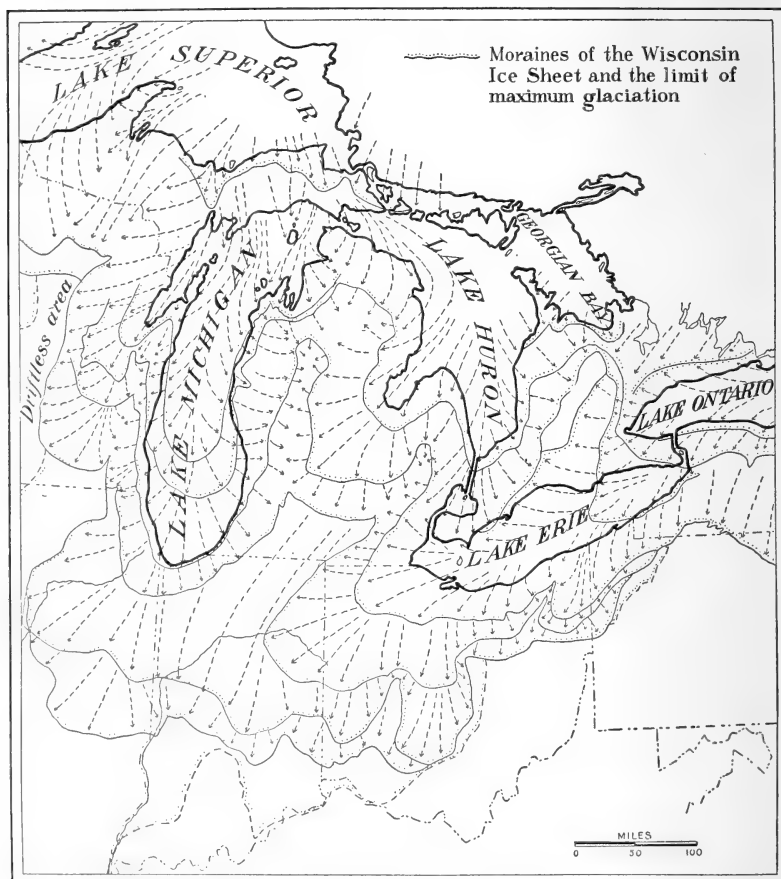 Moraines of the Wisconsin
Ice Sheet and the limit of
maximum glaciation
LAKE SUPERIOR
GEORGIAN BAY
LAKE HURON
LAKE MICHIGAN
Driftless area
LAKE ONTARIO
LAKE ERIE
MILES
0 50 100